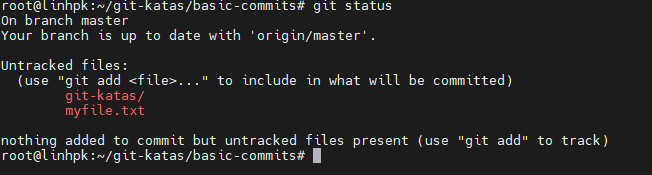 root@linhpk:~/git-katas/basic-commits# git status
On branch master
Your branch is up to date with 'origin/master'.
Untracked files:
(use "git add <file>..." to include in what will be committed)
git-katas/
myfile.txt
nothing added to commit but untracked files present (use "git add" to track)
root@linhpk:~/git-katas/basic-commits#